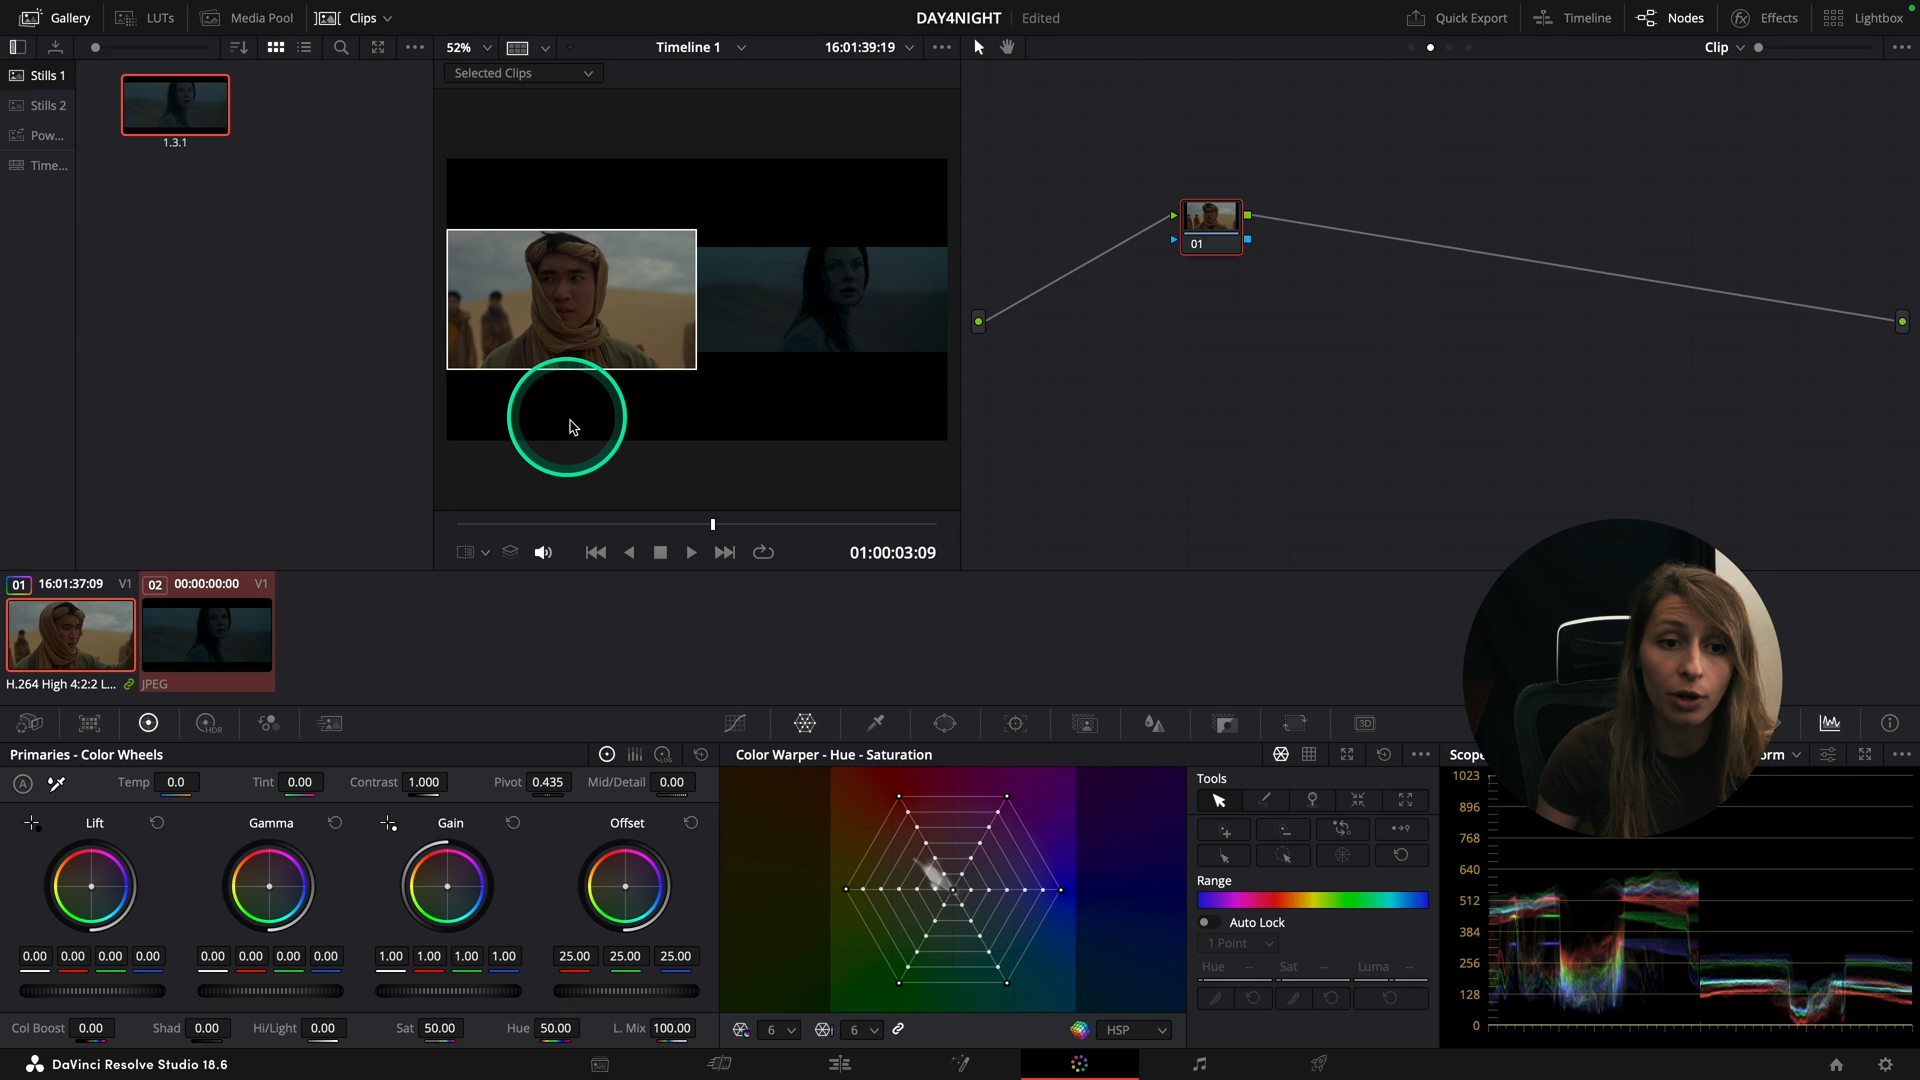 Gallery
LUTs
Media Pool
Clips
DAY4NIGHT
Edited
Quick Export
Timeline
Nodes
Effects
Lightbox
52%
Timeline 1
16:01:39:19
Clip
Stills 1
Stills 2
Pow...
Time...
1.3.1
Selected Clips
01
01:00:03:09
01 16:01:37:09 V1
02 00:00:00:00 V1
H.264 High 4:2:2 L...
JPEG
HDR
3D
Primaries - Color Wheels
LOG
Color Warper - Hue - Saturation
Scope
orm
A
Temp 0.0
Tint 0.00
Contrast 1.000
Pivot 0.435
Mid/Detail 0.00
Lift
Gamma
Gain
Offset
0.00 0.00 0.00 0.00
0.00 0.00 0.00 0.00
1.00 1.00 1.00 1.00
25.00 25.00 25.00
Col Boost 0.00
Shad 0.00
Hi/Light 0.00
Sat 50.00
Hue 50.00
L. Mix 100.00
6
6
HSP
Tools
Range
Auto Lock
1 Point
Hue --
Sat --
Luma --
1023
896
768
640
512
384
256
128
0
DaVinci Resolve Studio 18.6